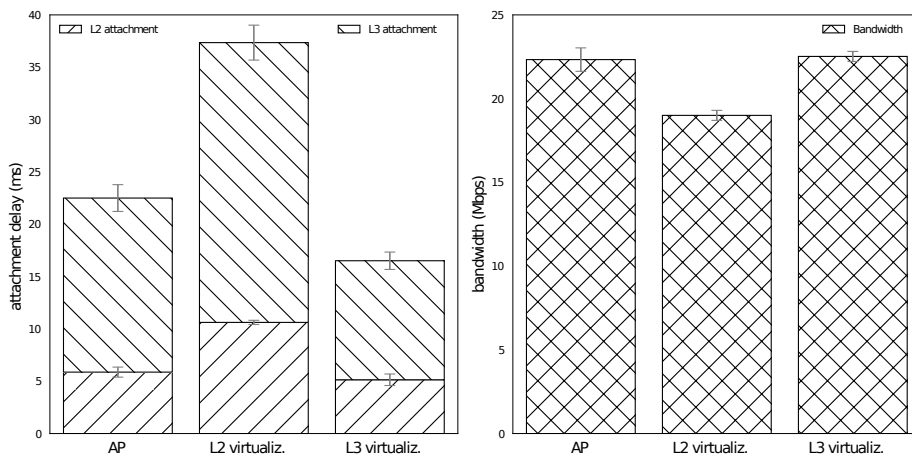 40
35
30
25
20
15
10
5
0
attachment delay (ms)
L2 attachment
L3 attachment
AP
L2 virtualiz.
L3 virtualiz.
25
20
15
10
5
0
bandwidth (Mbps)
Bandwidth
AP
L2 virtualiz.
L3 virtualiz.